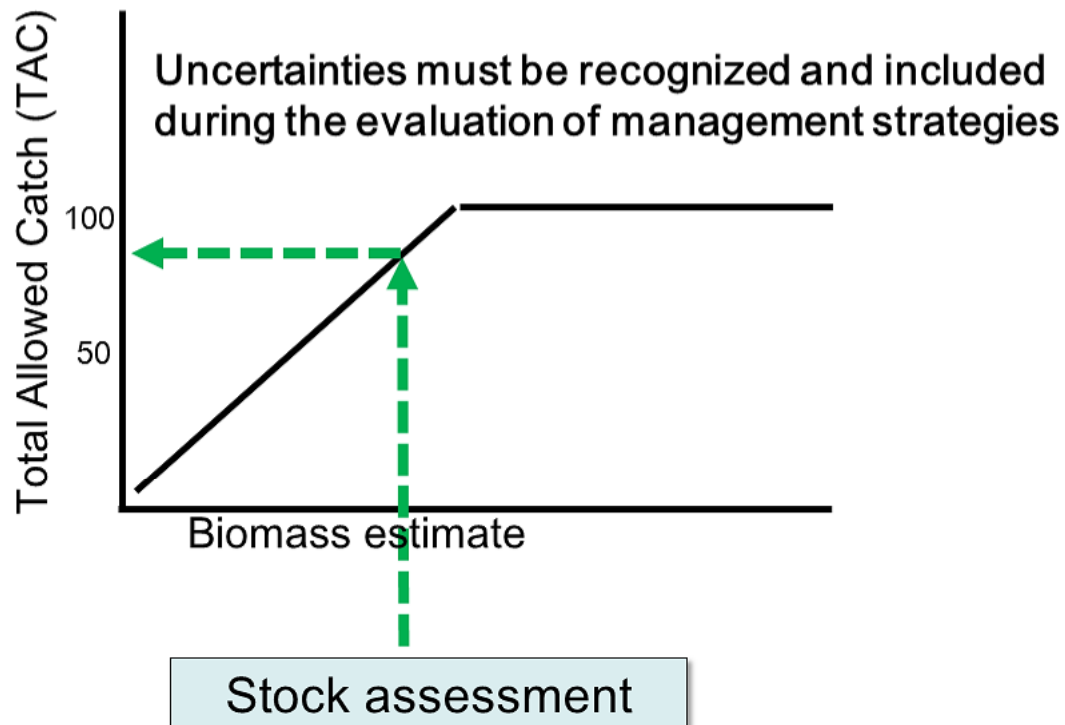 Uncertainties must be recognized and included
during the evaluation of management strategies
Total Allowed Catch (TAC)
100
50
Biomass estimate
Stock assessment